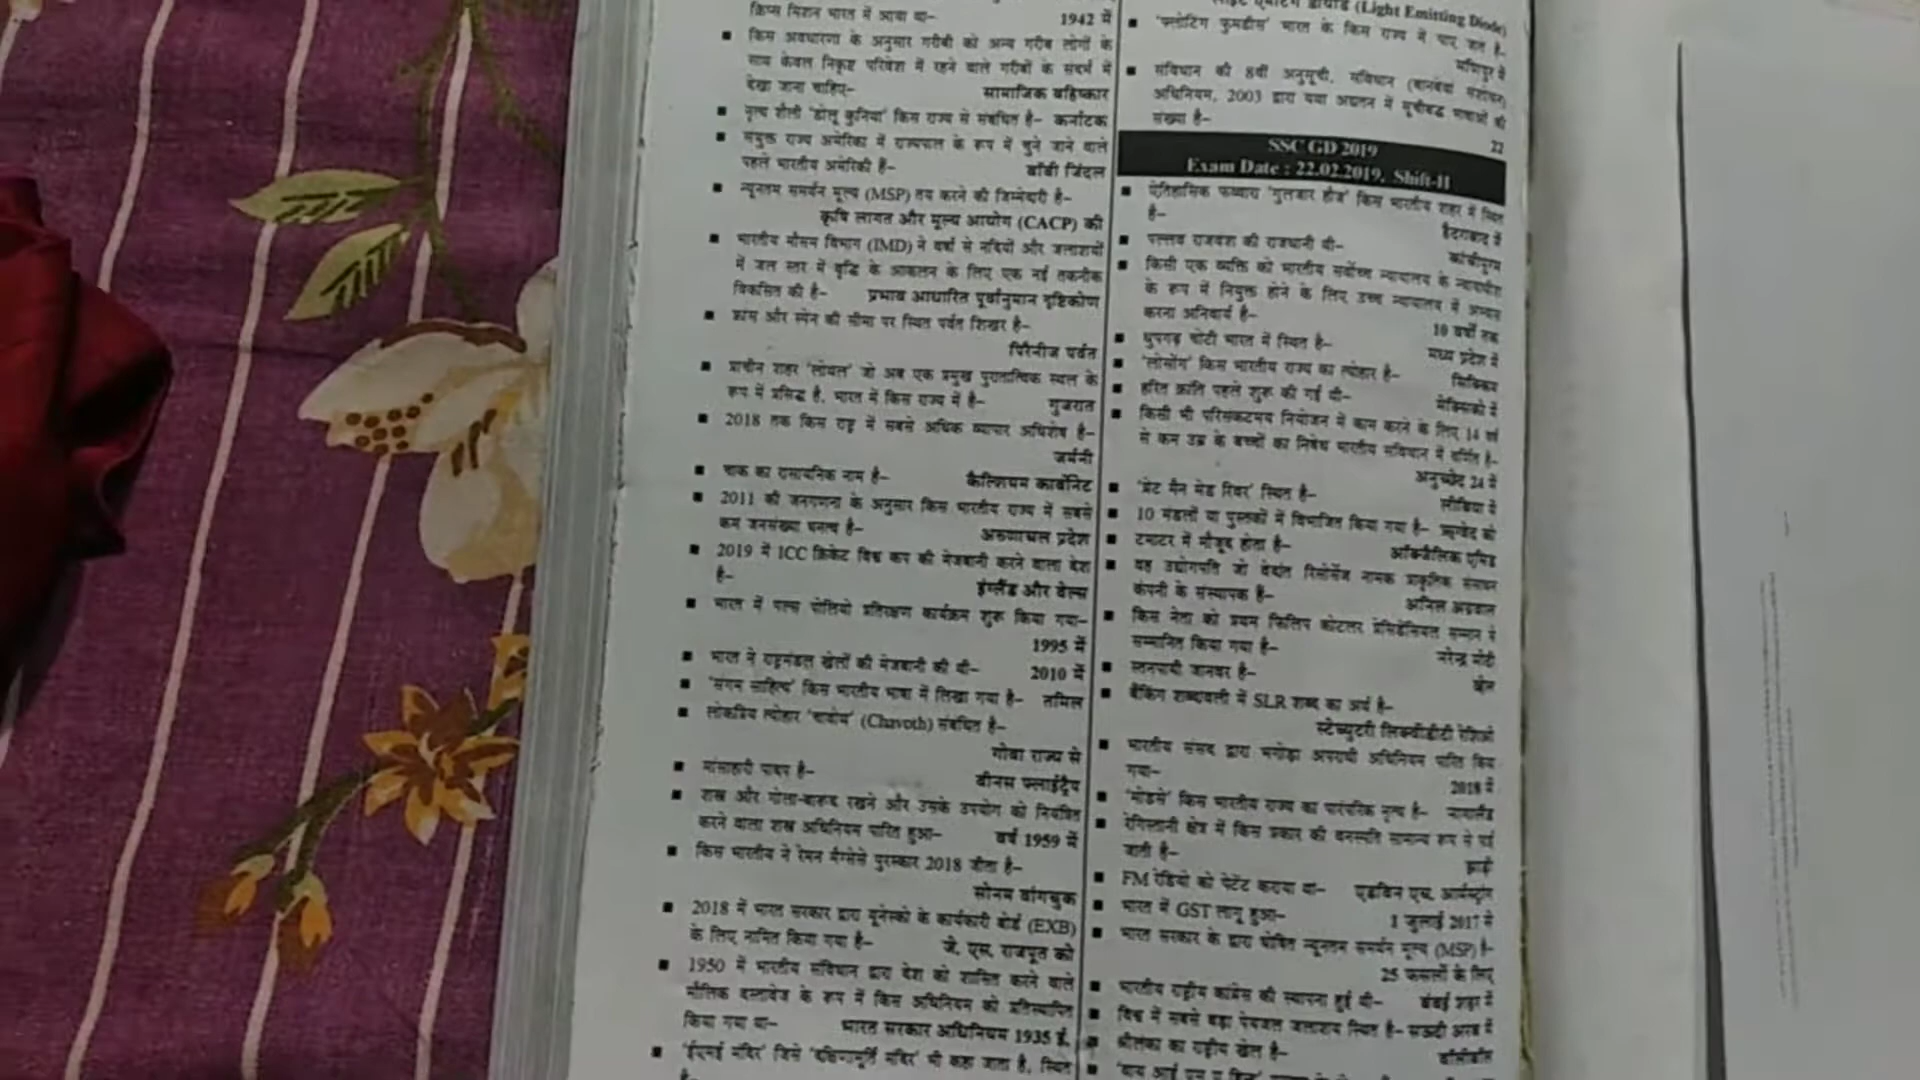 क्रिप्स मिशन भारत में आया था– 1942 में
■ किस अवधारणा के अनुसार गरीबी को अन्य गरीब लोगों के
साथ केवल निकृष्ट परिवेश में रहने वाले गरीबों के संदर्भ में
देखा जाना चाहिए– सामाजिक बहिष्कार
■ नृत्य शैली 'डोलू कुनिथा' किस राज्य से संबंधित है– कर्नाटक
■ संयुक्त राज्य अमेरिका में राज्यपाल के रूप में चुने जाने वाले
पहले भारतीय अमेरिकी हैं– बॉबी जिंदल
■ न्यूनतम समर्थन मूल्य (MSP) तय करने की जिम्मेदारी है–
कृषि लागत और मूल्य आयोग (CACP) की
■ भारतीय मौसम विभाग (IMD) ने वर्षा से नदियों और जलाशयों
में जल स्तर में वृद्धि के आकलन के लिए एक नई तकनीक
विकसित की है– प्रभाव आधारित पूर्वानुमान दृष्टिकोण
■ फ्रांस और स्पेन की सीमा पर स्थित पर्वत शिखर है–
पिरैनीज पर्वत
■ प्राचीन शहर 'लोथल' जो अब एक प्रमुख पुरातात्विक स्थल के
रूप में प्रसिद्ध है, भारत में किस राज्य में है– गुजरात
■ 2018 तक किस राष्ट्र में सबसे अधिक व्यापार अधिशेष है–
जर्मनी
■ चाक का रासायनिक नाम है– कैल्शियम कार्बोनेट
■ 2011 की जनगणना के अनुसार किस भारतीय राज्य में सबसे
कम जनसंख्या घनत्व है– अरुणाचल प्रदेश
■ 2019 में ICC क्रिकेट विश्व कप की मेजबानी करने वाला देश
है– इंग्लैंड और वेल्स
■ भारत में पल्स पोलियो प्रतिरक्षण कार्यक्रम शुरू किया गया–
1995 में
■ भारत ने राष्ट्रमंडल खेलों की मेजबानी की थी– 2010 में
■ 'संगम साहित्य' किस भारतीय भाषा में लिखा गया है– तमिल
■ लोकप्रिय त्योहार 'चावोथ' (Chavoth) संबंधित है–
गोवा राज्य से
■ मांसाहारी पादप है– वीनस फ्लाईट्रैप
■ शस्त्र और गोला-बारूद रखने और उसके उपयोग को नियंत्रित
करने वाला शस्त्र अधिनियम पारित हुआ– वर्ष 1959 में
■ किस भारतीय ने रेमन मैग्सेसे पुरस्कार 2018 जीता है–
सोनम वांगचुक
■ 2018 में भारत सरकार द्वारा यूनेस्को के कार्यकारी बोर्ड (EXB)
के लिए नामित किया गया है– जे. एस. राजपूत को
■ 1950 में भारतीय संविधान द्वारा देश को शासित करने वाले
मौलिक दस्तावेज के रूप में किस अधिनियम को प्रतिस्थापित
किया गया था– भारत सरकार अधिनियम 1935 ई.
■ मंदिर' जिसे 'दक्षिणामूर्ति मंदिर' भी कहा जाता है, स्थित
है–
(Light Emitting Diode)
■ 'फ्लोटिंग फुमडीस' भारत के किस राज्य में पाए जाते हैं–
मणिपुर में
■ संविधान की 8वीं अनुसूची, संविधान (बानवेवां संशोधन)
अधिनियम, 2003 द्वारा यथा अद्यतन में सूचीबद्ध भाषाओं की
संख्या है– 22
SSC GD 2019
Exam Date : 22.02.2019, Shift-II
■ ऐतिहासिक फव्वारा 'गुलजार हौज' किस भारतीय शहर में स्थित
है– हैदराबाद में
■ पल्लव राजवंश की राजधानी थी– कांचीपुरम
■ किसी एक व्यक्ति को भारतीय सर्वोच्च न्यायालय के न्यायाधीश
के रूप में नियुक्त होने के लिए उच्च न्यायालय में अभ्यास
करना अनिवार्य है– 10 वर्षों तक
■ धूपगढ़ चोटी भारत में स्थित है– मध्य प्रदेश में
■ 'लोसोंग' किस भारतीय राज्य का त्योहार है– सिक्किम
■ हरित क्रांति पहले शुरू की गई थी– मेक्सिको में
■ किसी भी परिसंकटमय नियोजन में काम करने के लिए 14 वर्ष
से कम उम्र के बच्चों का निषेध भारतीय संविधान में वर्णित है–
अनुच्छेद 24 में
■ 'ग्रेट मैन मेड रिवर' स्थित है– लीबिया में
■ 10 मंडलों या पुस्तकों में विभाजित किया गया है– ऋग्वेद को
■ टमाटर में मौजूद होता है– ऑक्जैलिक एसिड
■ वह उद्योगपति जो वेदांत रिसोर्सेज नामक प्राकृतिक संसाधन
कंपनी के संस्थापक हैं– अनिल अग्रवाल
■ किस नेता को प्रथम फिलिप कोटलर प्रेसिडेंसियल सम्मान से
सम्मानित किया गया है– नरेन्द्र मोदी
■ स्तनपायी जानवर है– व्हेल
■ बैंकिंग शब्दावली में SLR शब्द का अर्थ है–
स्टेच्युटरी लिक्वीडीटी रेशिओ
■ भारतीय संसद द्वारा भगोड़ा अपराधी अधिनियम पारित किया
गया– 2018 में
■ 'मोडसे' किस भारतीय राज्य का पारंपरिक नृत्य है– नागालैंड
■ रेगिस्तानी क्षेत्र में किस प्रकार की वनस्पति सामान्य रूप से पाई
जाती है– झाड़ी
■ FM रेडियो को पेटेंट कराया था– एडविन एच. आर्मस्ट्रांग
■ भारत में GST लागू हुआ– 1 जुलाई 2017 से
■ भारत सरकार के द्वारा घोषित न्यूनतम समर्थन मूल्य (MSP) है–
25 फसलों के लिए
■ भारतीय राष्ट्रीय कांग्रेस की स्थापना हुई थी– बंबई शहर में
■ विश्व में सबसे बड़ा पेयजल जलाशय स्थित है– सऊदी अरब में
■ श्रीलंका का राष्ट्रीय खेल है– वॉलीबॉल